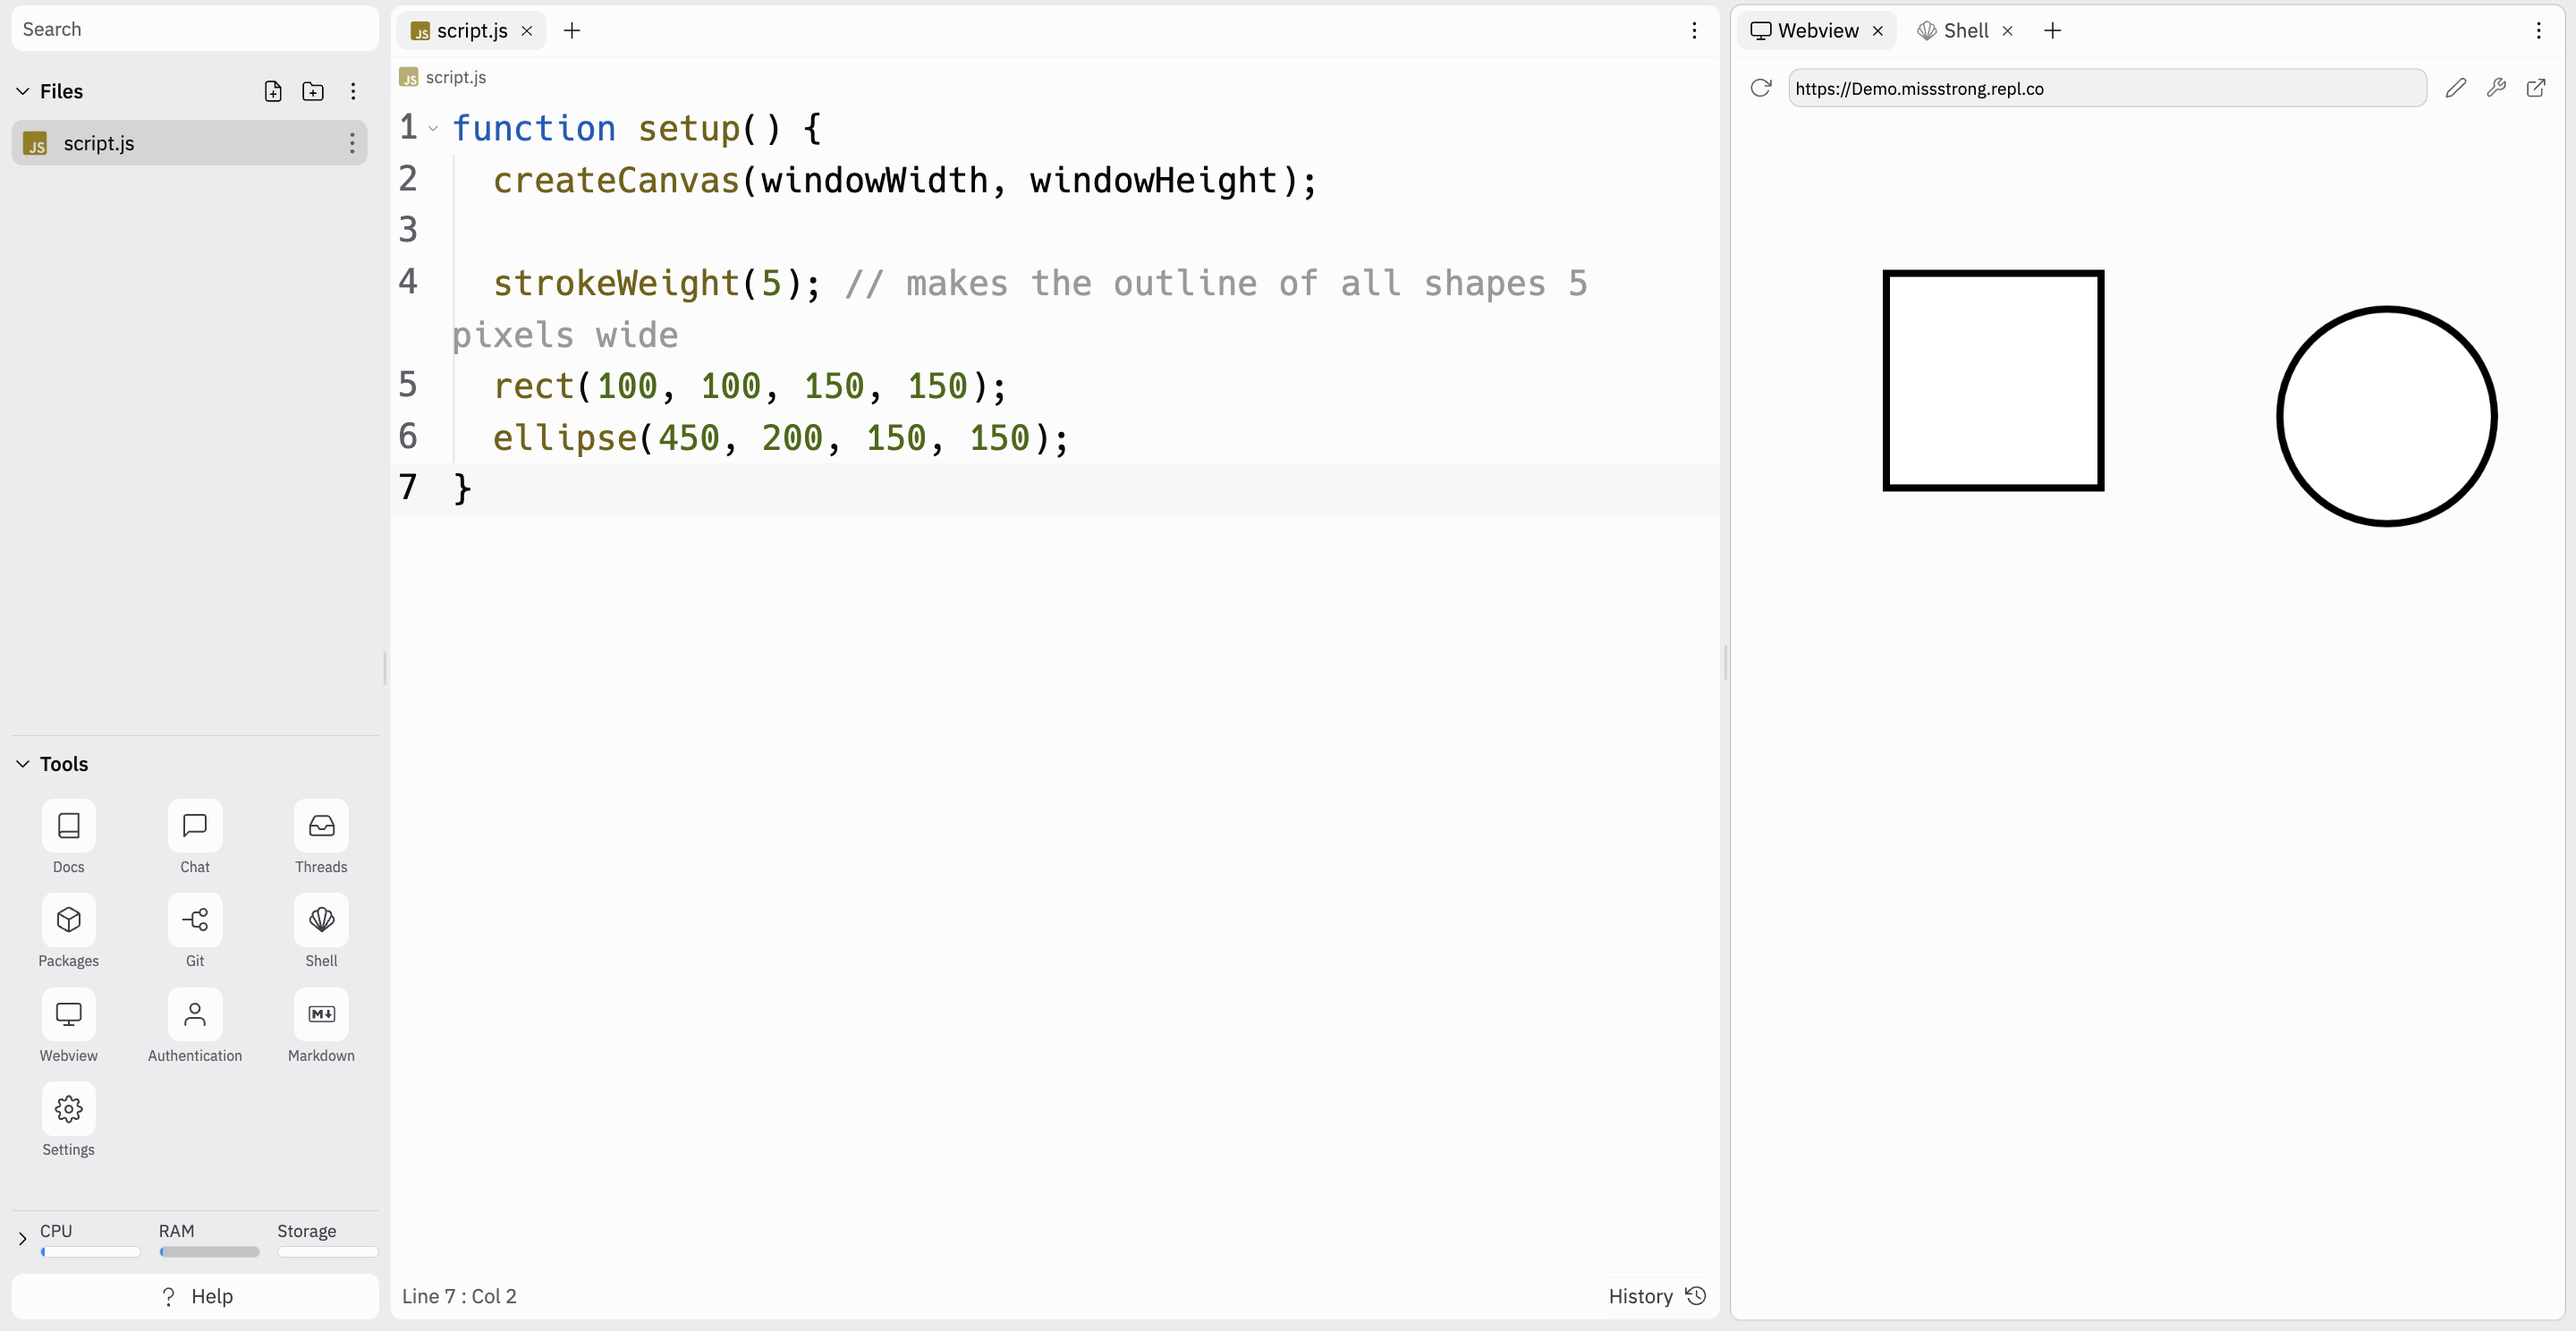 Search
Files
JS script.js
Tools
Docs Chat Threads
Packages Git Shell
Webview Authentication Markdown
Settings
CPU RAM Storage
? Help
JS script.js
JS script.js
1 function setup() {
2 createCanvas(windowWidth, windowHeight);
3
4 strokeWeight(5); // makes the outline of all shapes 5
pixels wide
5 rect(100, 100, 150, 150);
6 ellipse(450, 200, 150, 150);
7 }
Line 7 : Col 2 History
Webview Shell
https://Demo.missstrong.repl.co